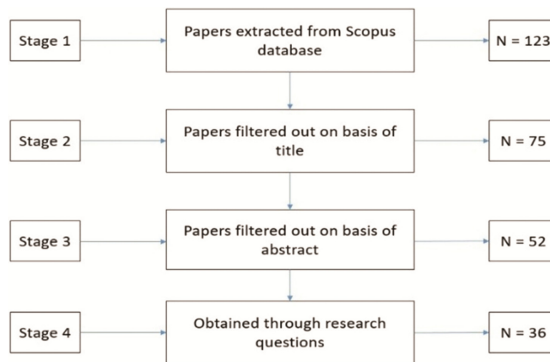 Stage 1
Papers extracted from Scopus
database
N = 123
Stage 2
Papers filtered out on basis of
title
N = 75
Stage 3
Papers filtered out on basis of
abstract
N = 52
Stage 4
Obtained through research
questions
N = 36